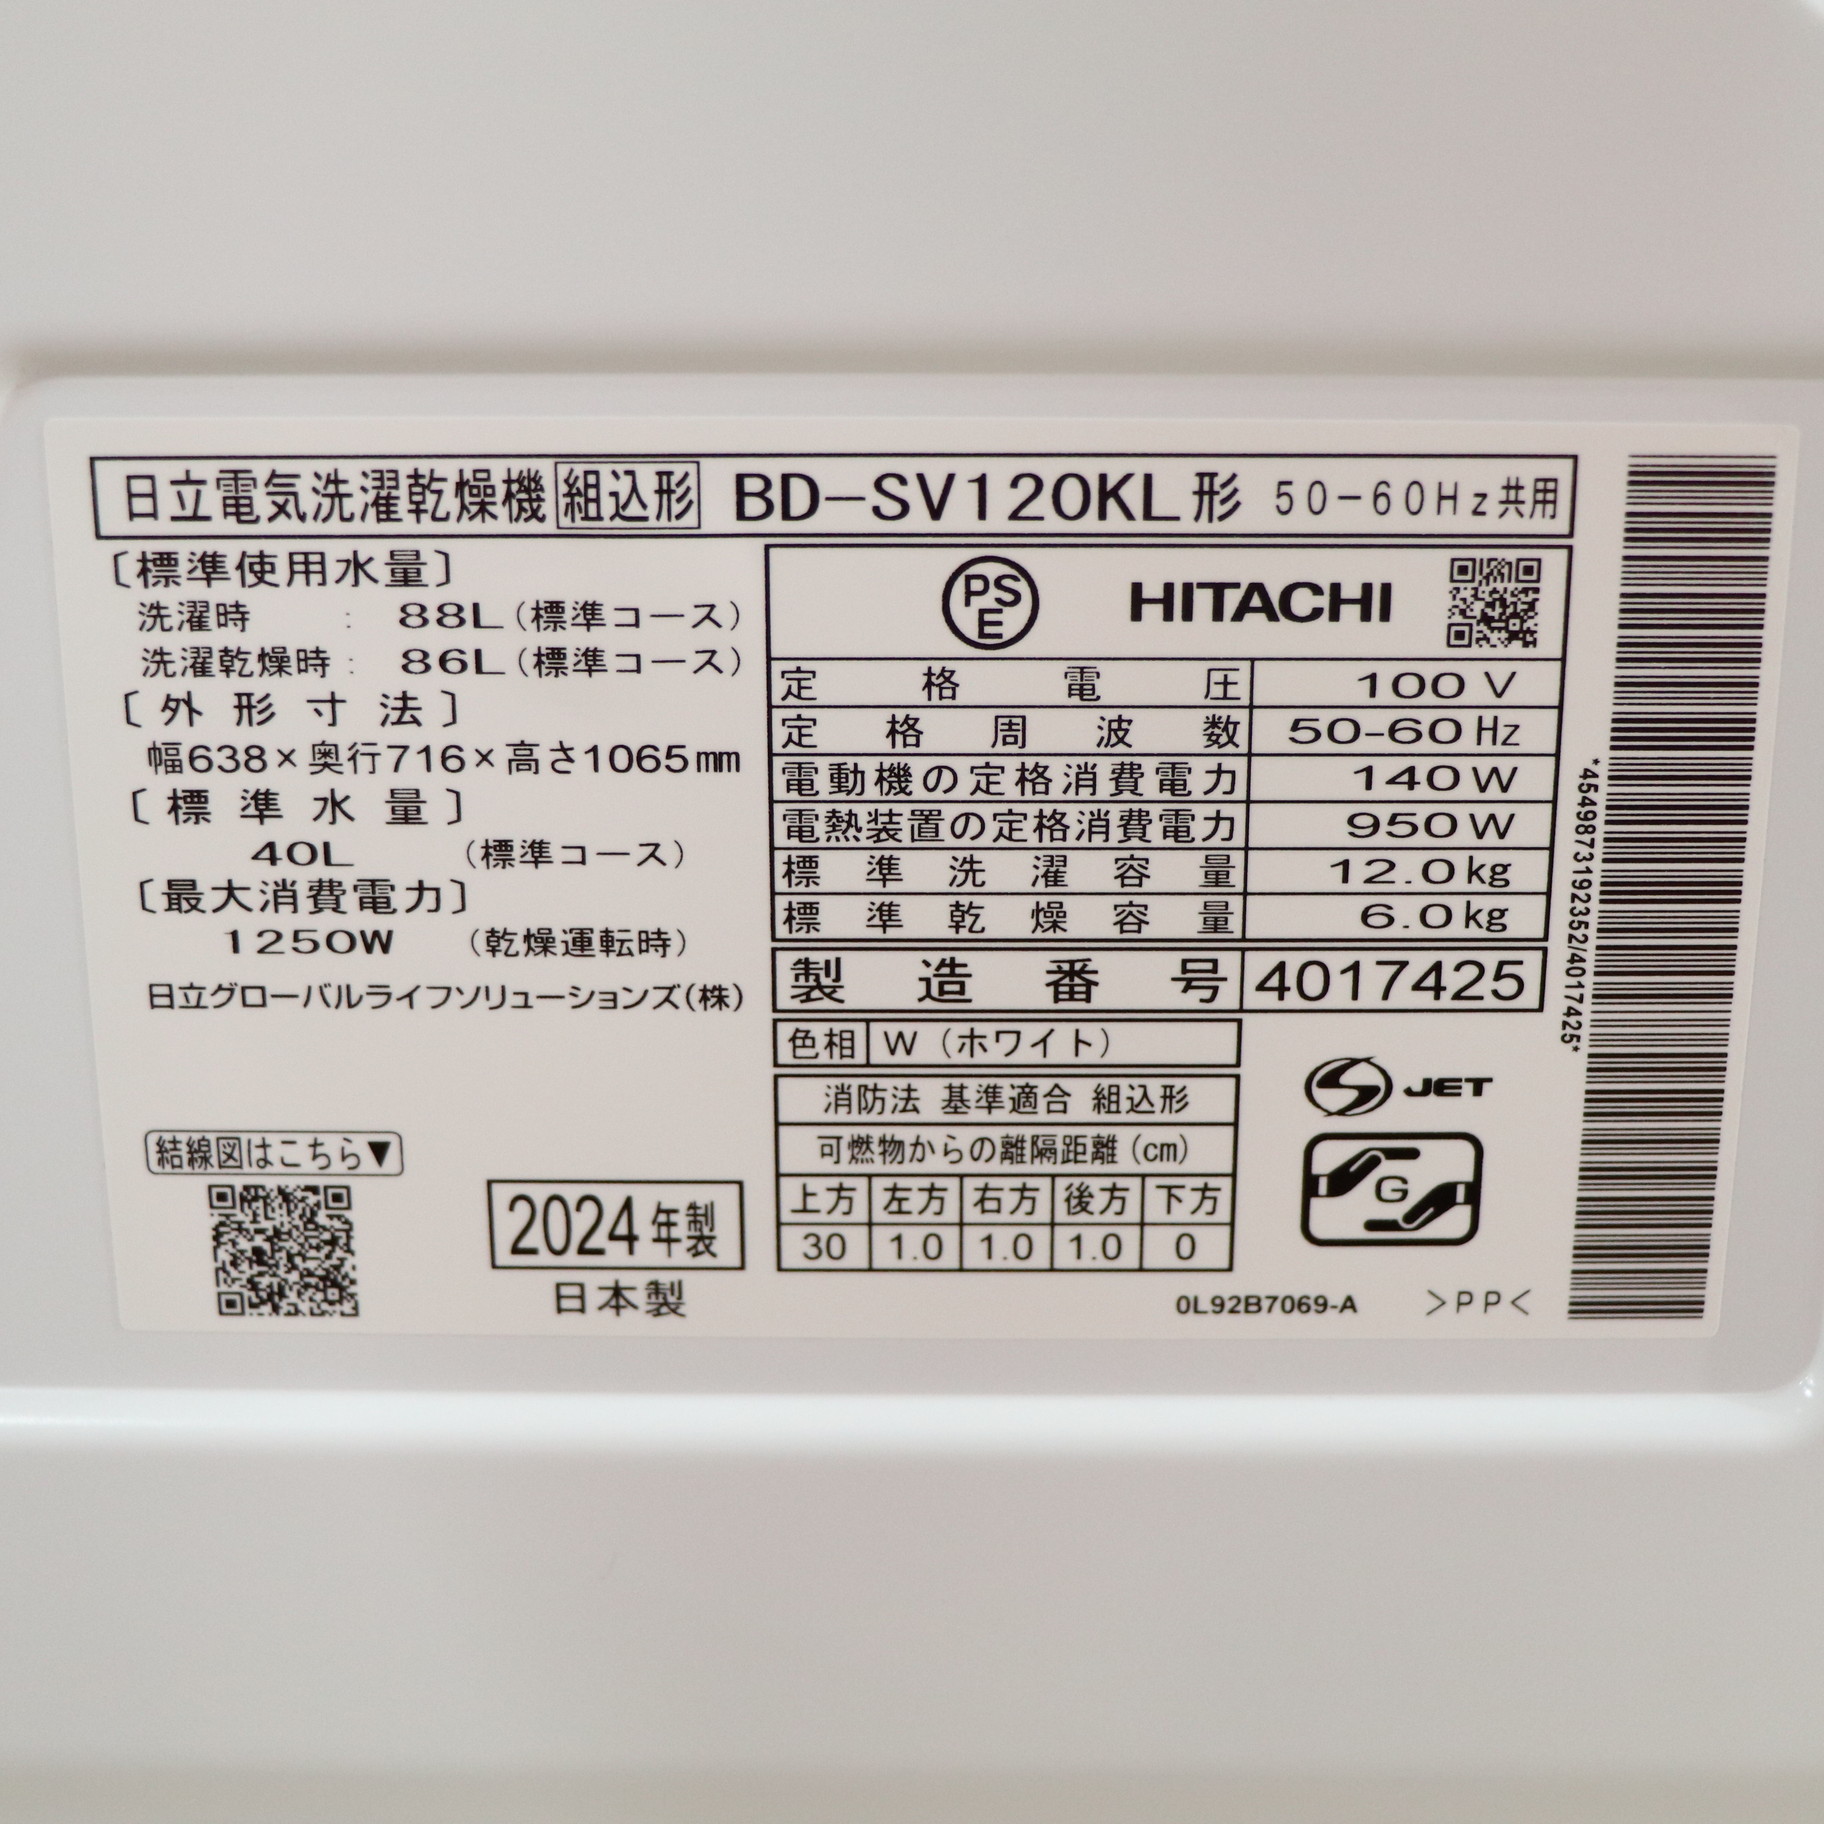 日立電気洗濯乾燥機 組込形 BD-SV120KL形 50-60Hz共用
〔標準使用水量〕
洗濯時 : 88L(標準コース)
洗濯乾燥時 : 86L(標準コース)
〔外形寸法〕
幅638×奥行716×高さ1065mm
〔標準水量〕
40L (標準コース)
〔最大消費電力〕
1250W (乾燥運転時)
日立グローバルライフソリューションズ(株)
結線図はこちら▼
2024年製
日本製
PSE HITACHI
定格電圧 100V
定格周波数 50-60Hz
電動機の定格消費電力 140W
電熱装置の定格消費電力 950W
標準洗濯容量 12.0kg
標準乾燥容量 6.0kg
製造番号 4017425
色相 W(ホワイト)
消防法 基準適合 組込形
可燃物からの離隔距離(cm)
上方 左方 右方 後方 下方
30 1.0 1.0 1.0 0
S JET
G
0L92B7069-A >PP<
*4549873192352/4017425*